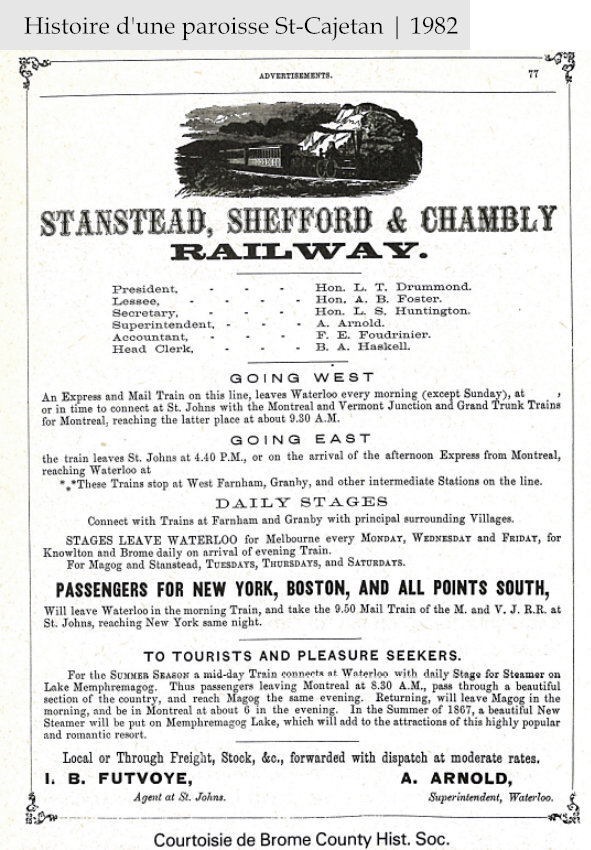 Histoire d'une paroisse St-Cajetan | 1982
ADVERTISEMENTS. 77
STANSTEAD, SHEFFORD & CHAMBLY
RAILWAY.
President, - - - Hon. L. T. Drummond.
Lessee, - - - - - Hon. A. B. Foster.
Secretary, - - - - Hon. L. S. Huntington.
Superintendent, - - - - A. Arnold.
Accountant, - - - - F. E. Foudrinier.
Head Clerk, - - - - B. A. Haskell.
GOING WEST
An Express and Mail Train on this line, leaves Waterloo every morning (except Sunday), at ,
or in time to connect at St. Johns with the Montreal and Vermont Junction and Grand Trunk Trains
for Montreal, reaching the latter place at about 9.30 A.M.
GOING EAST
the train leaves St. Johns at 4.40 P.M., or on the arrival of the afternoon Express from Montreal,
reaching Waterloo at
*⁎*These Trains stop at West Farnham, Granby, and other intermediate Stations on the line.
DAILY STAGES
Connect with Trains at Farnham and Granby with principal surrounding Villages.
STAGES LEAVE WATERLOO for Melbourne every MONDAY, WEDNESDAY and FRIDAY, for
Knowlton and Brome daily on arrival of evening Train.
For Magog and Stanstead, TUESDAYS, THURSDAYS, and SATURDAYS.
PASSENGERS FOR NEW YORK, BOSTON, AND ALL POINTS SOUTH,
Will leave Waterloo in the morning Train, and take the 9.50 Mail Train of the M. and V. J. R.R. at
St. Johns, reaching New York same night.
TO TOURISTS AND PLEASURE SEEKERS.
For the SUMMER SEASON a mid-day Train connects at Waterloo with daily Stage for Steamer on
Lake Memphremagog. Thus passengers leaving Montreal at 8.30 A.M., pass through a beautiful
section of the country, and reach Magog the same evening. Returning, will leave Magog in the
morning, and be in Montreal at about 6 in the evening. In the Summer of 1867, a beautiful New
Steamer will be put on Memphremagog Lake, which will add to the attractions of this highly popular
and romantic resort.
Local or Through Freight, Stock, &c., forwarded with dispatch at moderate rates.
I. B. FUTVOYE, A. ARNOLD,
Agent at St. Johns. Superintendent, Waterloo.
Courtoisie de Brome County Hist. Soc.